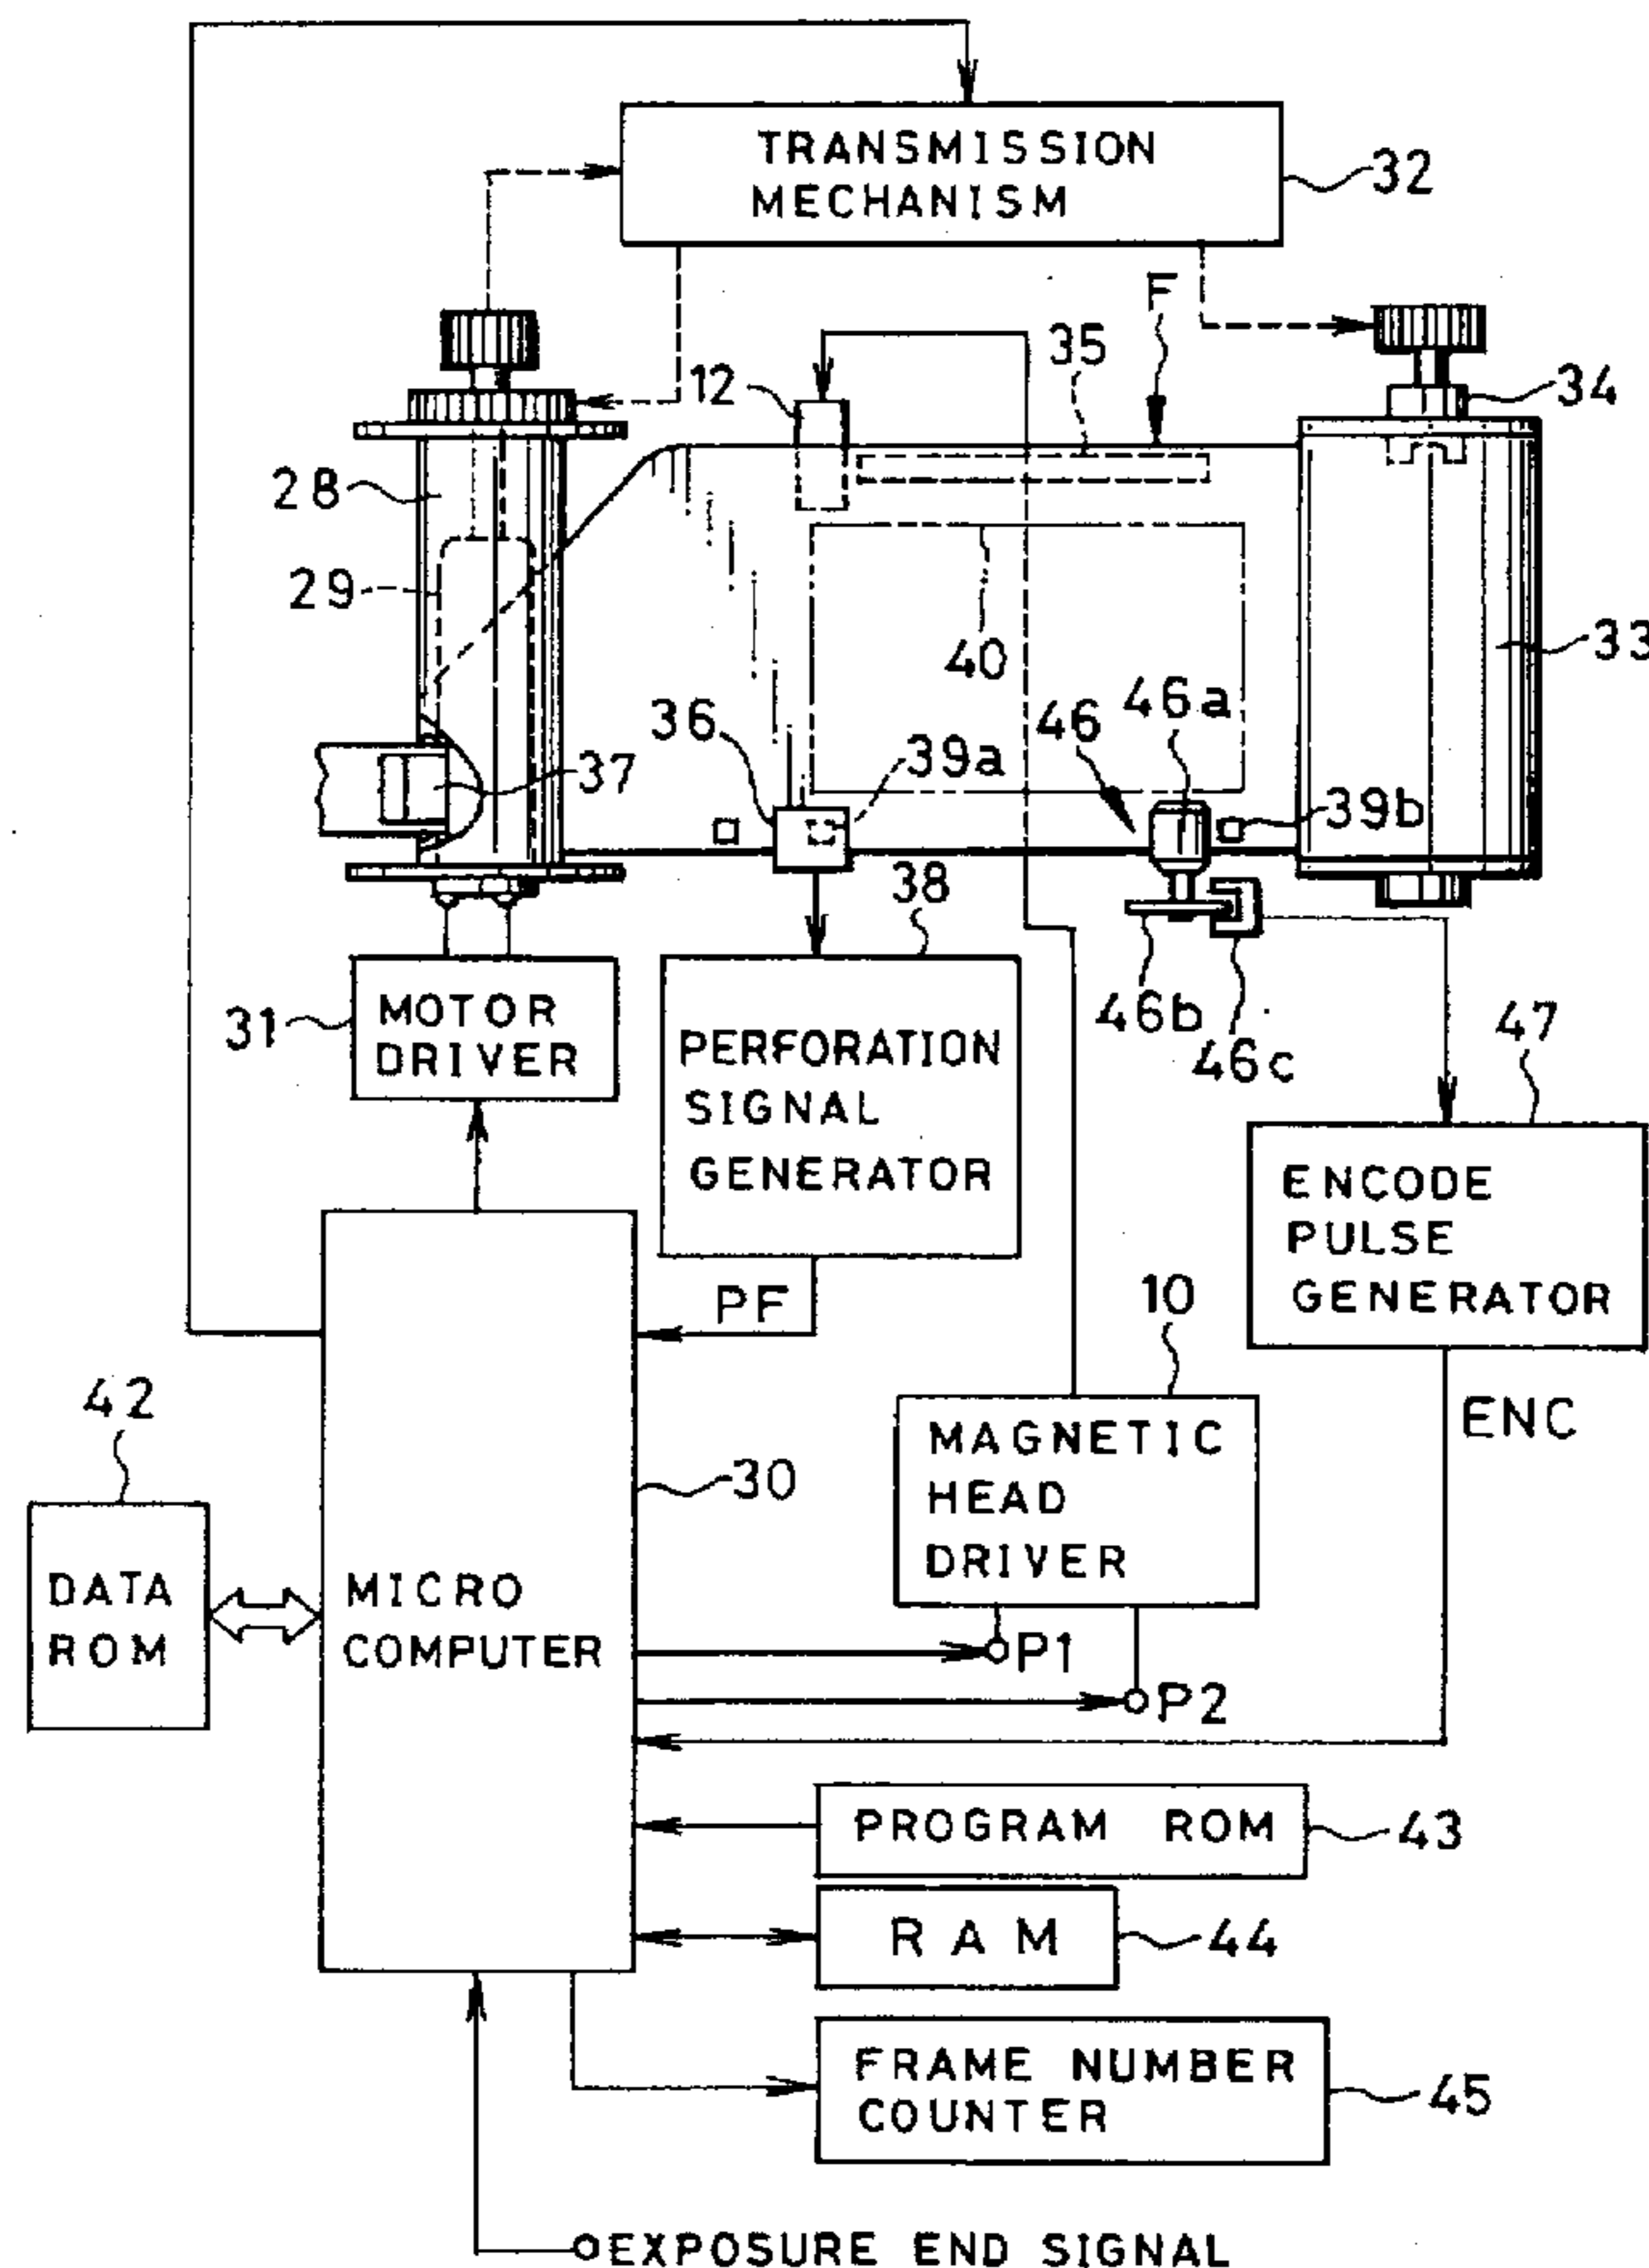 TRANSMISSION
MECHANISM
32
F
35
12
34
28
29
40
33
36
39a
46
46a
37
39b
38
31
MOTOR
DRIVER
46b
46c
47
PERFORATION
SIGNAL
GENERATOR
ENCODE
PULSE
GENERATOR
PF
10
42
ENC
MAGNETIC
HEAD
DRIVER
30
DATA
ROM
MICRO
COMPUTER
P1
P2
PROGRAM ROM
43
RAM
44
FRAME NUMBER
COUNTER
45
EXPOSURE END SIGNAL